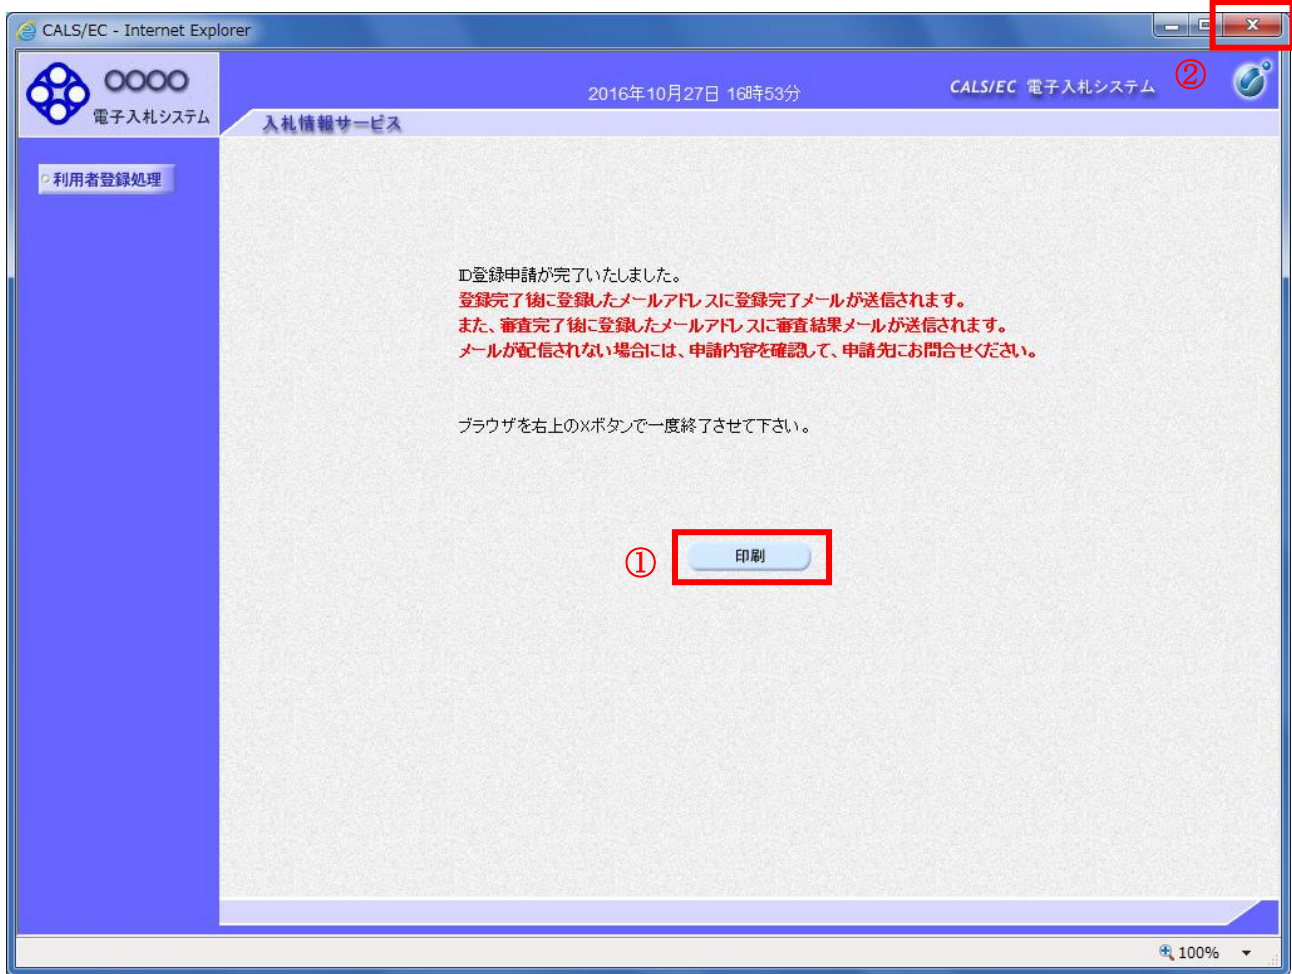 CALS/EC - Internet Explorer
○○○○
電子入札システム
2016年10月27日 16時53分
CALS/EC 電子入札システム
②
入札情報サービス
利用者登録処理
ID登録申請が完了いたしました。
登録完了後に登録したメールアドレスに登録完了メールが送信されます。
また、審査完了後に登録したメールアドレスに審査結果メールが送信されます。
メールが配信されない場合には、申請内容を確認して、申請先にお問合せください。
ブラウザを右上のXボタンで一度終了させて下さい。
①
印刷
100%